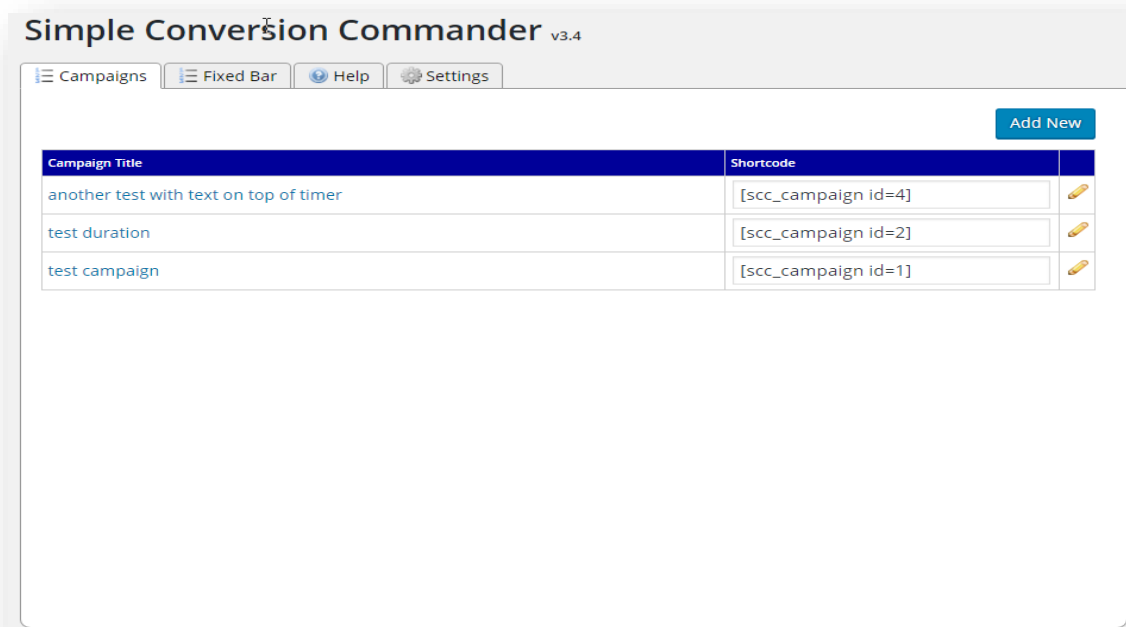 Simple Conversion Commander v3.4
Campaigns Fixed Bar Help Settings
Add New
Campaign Title Shortcode
another test with text on top of timer [scc_campaign id=4]
test duration [scc_campaign id=2]
test campaign [scc_campaign id=1]